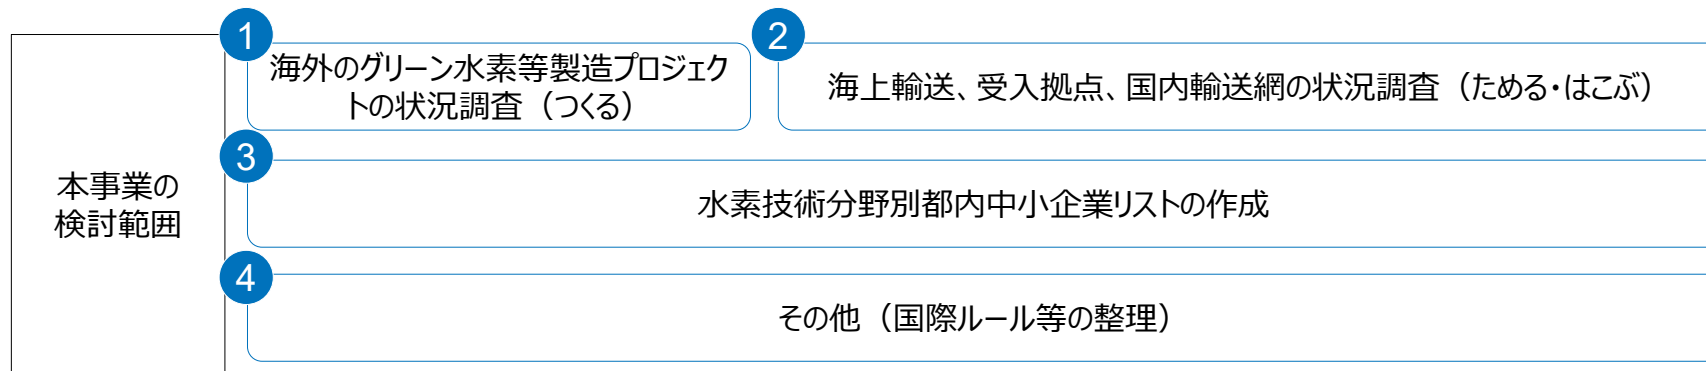 本事業の
検討範囲
1
海外のグリーン水素等製造プロジェク
トの状況調査（つくる）
2
海上輸送、受入拠点、国内輸送網の状況調査（ためる・はこぶ）
3
水素技術分野別都内中小企業リストの作成
4
その他（国際ルール等の整理）